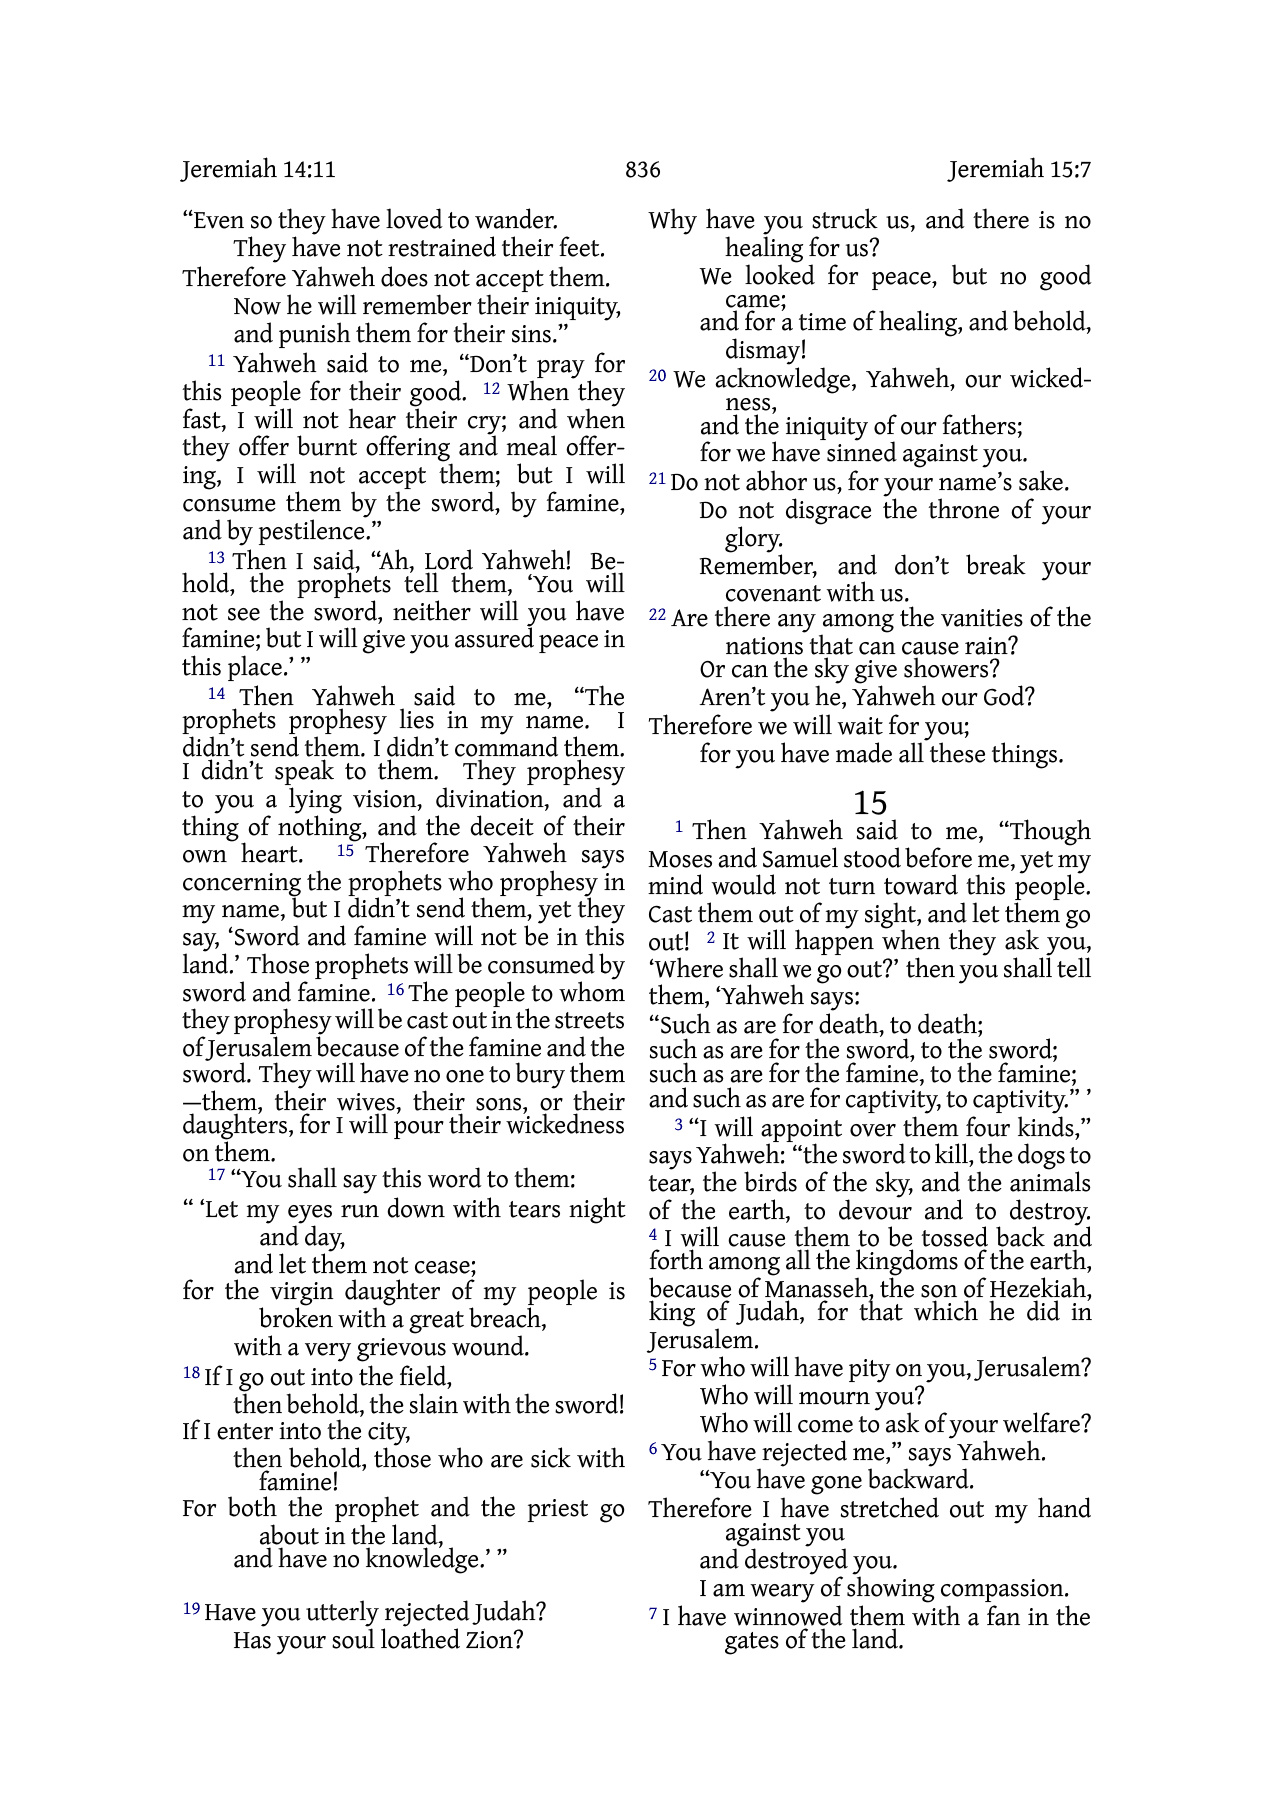 Jeremiah 14:11 836 Jeremiah 15:7
“Even so they have loved to wander.
They have not restrained their feet.
Therefore Yahweh does not accept them.
Now he will remember their iniquity,
and punish them for their sins.”
11 Yahweh said to me, “Don’t pray for
this people for their good. 12 When they
fast, I will not hear their cry; and when
they offer burnt offering and meal offer-
ing, I will not accept them; but I will
consume them by the sword, by famine,
and by pestilence.”
13 Then I said, “Ah, Lord Yahweh! Be-
hold, the prophets tell them, ‘You will
not see the sword, neither will you have
famine; but I will give you assured peace in
this place.’ ”
14 Then Yahweh said to me, “The
prophets prophesy lies in my name. I
didn’t send them. I didn’t command them.
I didn’t speak to them. They prophesy
to you a lying vision, divination, and a
thing of nothing, and the deceit of their
own heart. 15 Therefore Yahweh says
concerning the prophets who prophesy in
my name, but I didn’t send them, yet they
say, ‘Sword and famine will not be in this
land.’ Those prophets will be consumed by
sword and famine. 16 The people to whom
they prophesy will be cast out in the streets
of Jerusalem because of the famine and the
sword. They will have no one to bury them
—them, their wives, their sons, or their
daughters, for I will pour their wickedness
on them.
17 “You shall say this word to them:
“ ‘Let my eyes run down with tears night
and day,
and let them not cease;
for the virgin daughter of my people is
broken with a great breach,
with a very grievous wound.
18 If I go out into the field,
then behold, the slain with the sword!
If I enter into the city,
then behold, those who are sick with
famine!
For both the prophet and the priest go
about in the land,
and have no knowledge.’ ”
19 Have you utterly rejected Judah?
Has your soul loathed Zion?
Why have you struck us, and there is no
healing for us?
We looked for peace, but no good
came;
and for a time of healing, and behold,
dismay!
20 We acknowledge, Yahweh, our wicked-
ness,
and the iniquity of our fathers;
for we have sinned against you.
21 Do not abhor us, for your name’s sake.
Do not disgrace the throne of your
glory.
Remember, and don’t break your
covenant with us.
22 Are there any among the vanities of the
nations that can cause rain?
Or can the sky give showers?
Aren’t you he, Yahweh our God?
Therefore we will wait for you;
for you have made all these things.
15
1 Then Yahweh said to me, “Though
Moses and Samuel stood before me, yet my
mind would not turn toward this people.
Cast them out of my sight, and let them go
out! 2 It will happen when they ask you,
‘Where shall we go out?’ then you shall tell
them, ‘Yahweh says:
“Such as are for death, to death;
such as are for the sword, to the sword;
such as are for the famine, to the famine;
and such as are for captivity, to captivity.” ’
3 “I will appoint over them four kinds,”
says Yahweh: “the sword to kill, the dogs to
tear, the birds of the sky, and the animals
of the earth, to devour and to destroy.
4 I will cause them to be tossed back and
forth among all the kingdoms of the earth,
because of Manasseh, the son of Hezekiah,
king of Judah, for that which he did in
Jerusalem.
5 For who will have pity on you, Jerusalem?
Who will mourn you?
Who will come to ask of your welfare?
6 You have rejected me,” says Yahweh.
“You have gone backward.
Therefore I have stretched out my hand
against you
and destroyed you.
I am weary of showing compassion.
7 I have winnowed them with a fan in the
gates of the land.